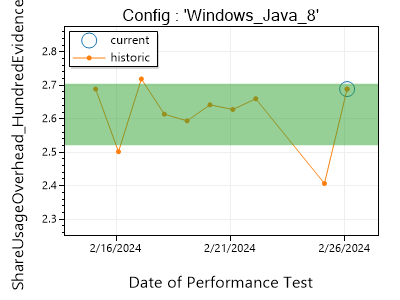 Config : 'Windows_Java_8'
current
historic
ShareUsageOverhead_HundredEvidence
2.8
2.7
2.6
2.5
2.4
2.3
2/16/2024
2/21/2024
2/26/2024
Date of Performance Test